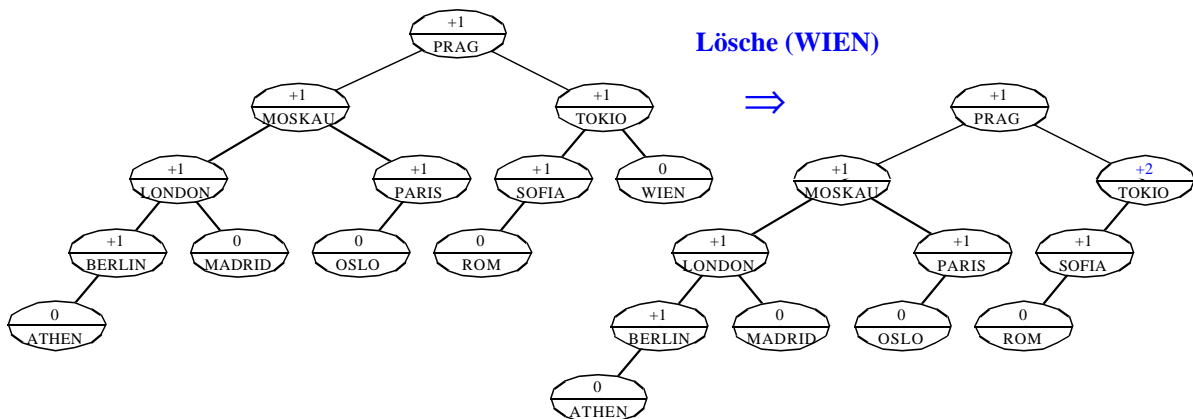 +1
PRAG
Lösche (WIEN)
+1
MOSKAU
+1
TOKIO
⇒
+1
PRAG
+1
LONDON
+1
PARIS
+1
SOFIA
0
WIEN
+1
MOSKAU
+2
TOKIO
+1
BERLIN
0
MADRID
0
OSLO
0
ROM
+1
LONDON
+1
PARIS
+1
SOFIA
0
ATHEN
+1
BERLIN
0
MADRID
0
OSLO
0
ROM
0
ATHEN